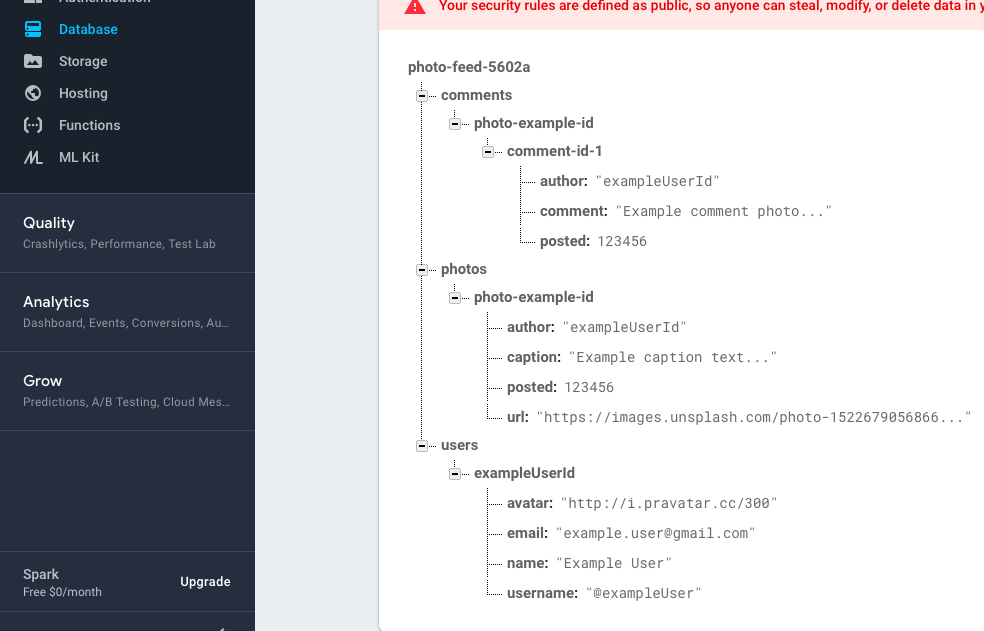 Authentication
Database
Storage
Hosting
Functions
ML Kit
Quality
Crashlytics, Performance, Test Lab
Analytics
Dashboard, Events, Conversions, Au...
Grow
Predictions, A/B Testing, Cloud Mes...
Spark
Free $0/month
Upgrade
Your security rules are defined as public, so anyone can steal, modify, or delete data in y
photo-feed-5602a
comments
photo-example-id
comment-id-1
author: "exampleUserId"
comment: "Example comment photo..."
posted: 123456
photos
photo-example-id
author: "exampleUserId"
caption: "Example caption text..."
posted: 123456
url: "https://images.unsplash.com/photo-1522679056866..."
users
exampleUserId
avatar: "http://i.pravatar.cc/300"
email: "example.user@gmail.com"
name: "Example User"
username: "@exampleUser"